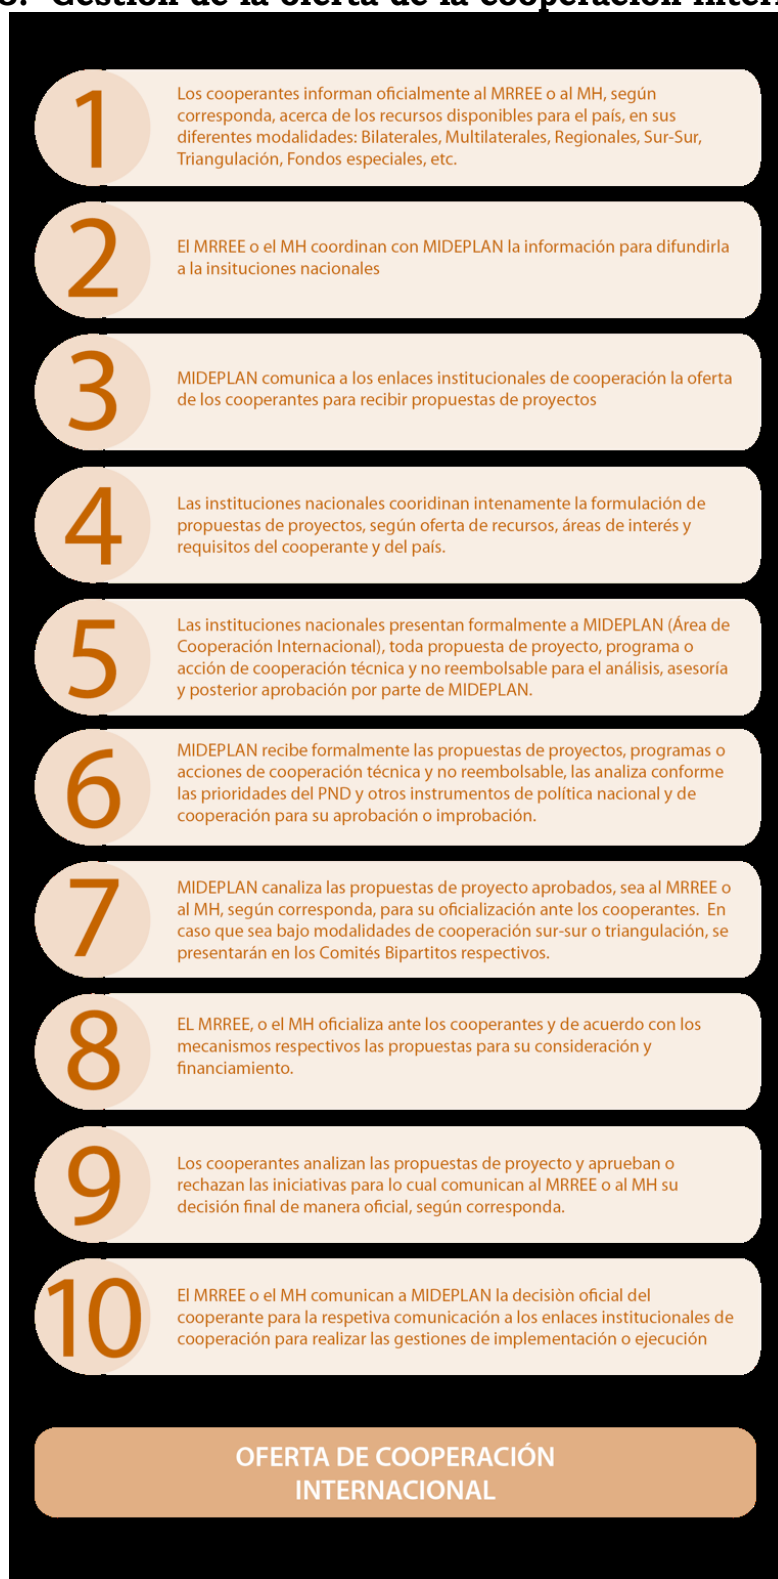 Gestión de la oferta de la cooperación
1
Los cooperantes informan oficialmente al MRREE o al MH, según
corresponda, acerca de los recursos disponibles para el país, en sus
diferentes modalidades: Bilaterales, Multilaterales, Regionales, Sur-Sur,
Triangulación, Fondos especiales, etc.
2
El MRREE o el MH coordinan con MIDEPLAN la información para difundirla
a la insituciones nacionales
3
MIDEPLAN comunica a los enlaces institucionales de cooperación la oferta
de los cooperantes para recibir propuestas de proyectos
4
Las instituciones nacionales cooridinan intenamente la formulación de
propuestas de proyectos, según oferta de recursos, áreas de interés y
requisitos del cooperante y del país.
5
Las instituciones nacionales presentan formalmente a MIDEPLAN (Área de
Cooperación Internacional), toda propuesta de proyecto, programa o
acción de cooperación técnica y no reembolsable para el análisis, asesoría
y posterior aprobación por parte de MIDEPLAN.
6
MIDEPLAN recibe formalmente las propuestas de proyectos, programas o
acciones de cooperación técnica y no reembolsable, las analiza conforme
las prioridades del PND y otros instrumentos de política nacional y de
cooperación para su aprobación o improbación.
7
MIDEPLAN canaliza las propuestas de proyecto aprobados, sea al MRREE o
al MH, según corresponda, para su oficialización ante los cooperantes. En
caso que sea bajo modalidades de cooperación sur-sur o triangulación, se
presentarán en los Comités Bipartitos respectivos.
8
EL MRREE, o el MH oficializa ante los cooperantes y de acuerdo con los
mecanismos respectivos las propuestas para su consideración y
financiamiento.
9
Los cooperantes analizan las propuestas de proyecto y aprueban o
rechazan las iniciativas para lo cual comunican al MRREE o al MH su
decisión final de manera oficial, según corresponda.
10
El MRREE o el MH comunican a MIDEPLAN la decisiòn oficial del
cooperante para la respetiva comunicación a los enlaces institucionales de
cooperación para realizar las gestiones de implementación o ejecución
OFERTA DE COOPERACIÓN
INTERNACIONAL